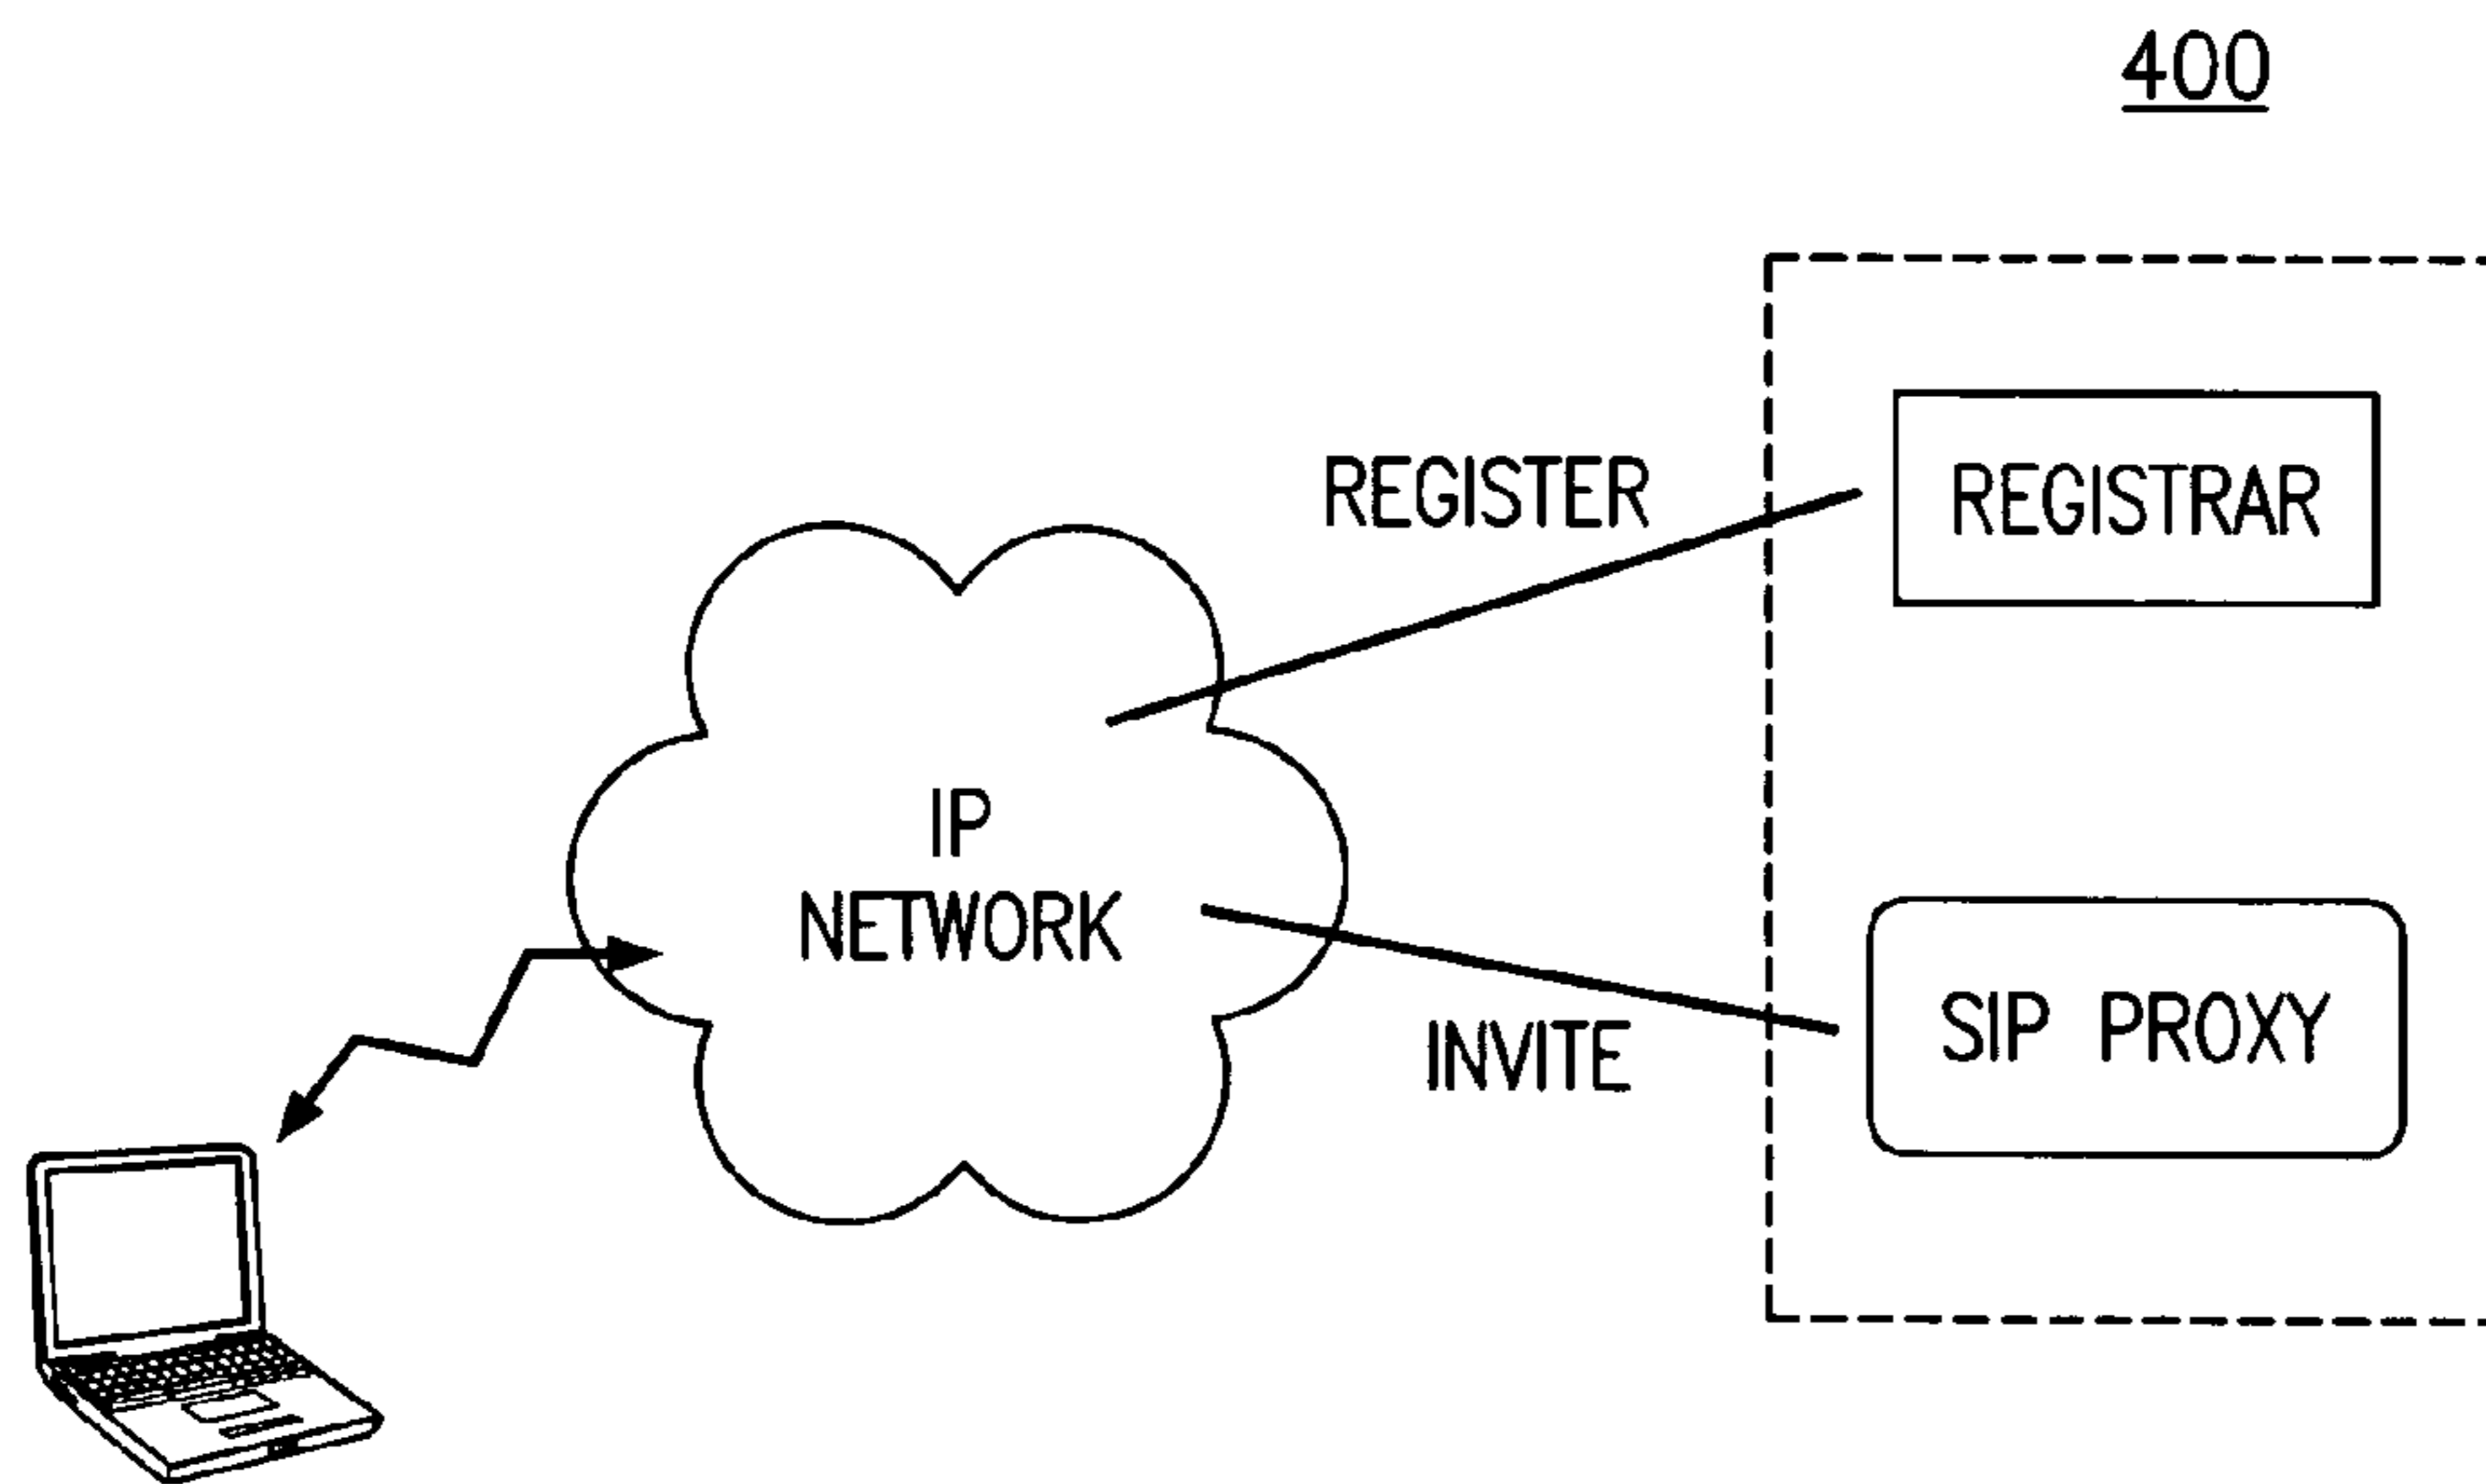 400
REGISTER
REGISTRAR
IP
NETWORK
INVITE
SIP PROXY